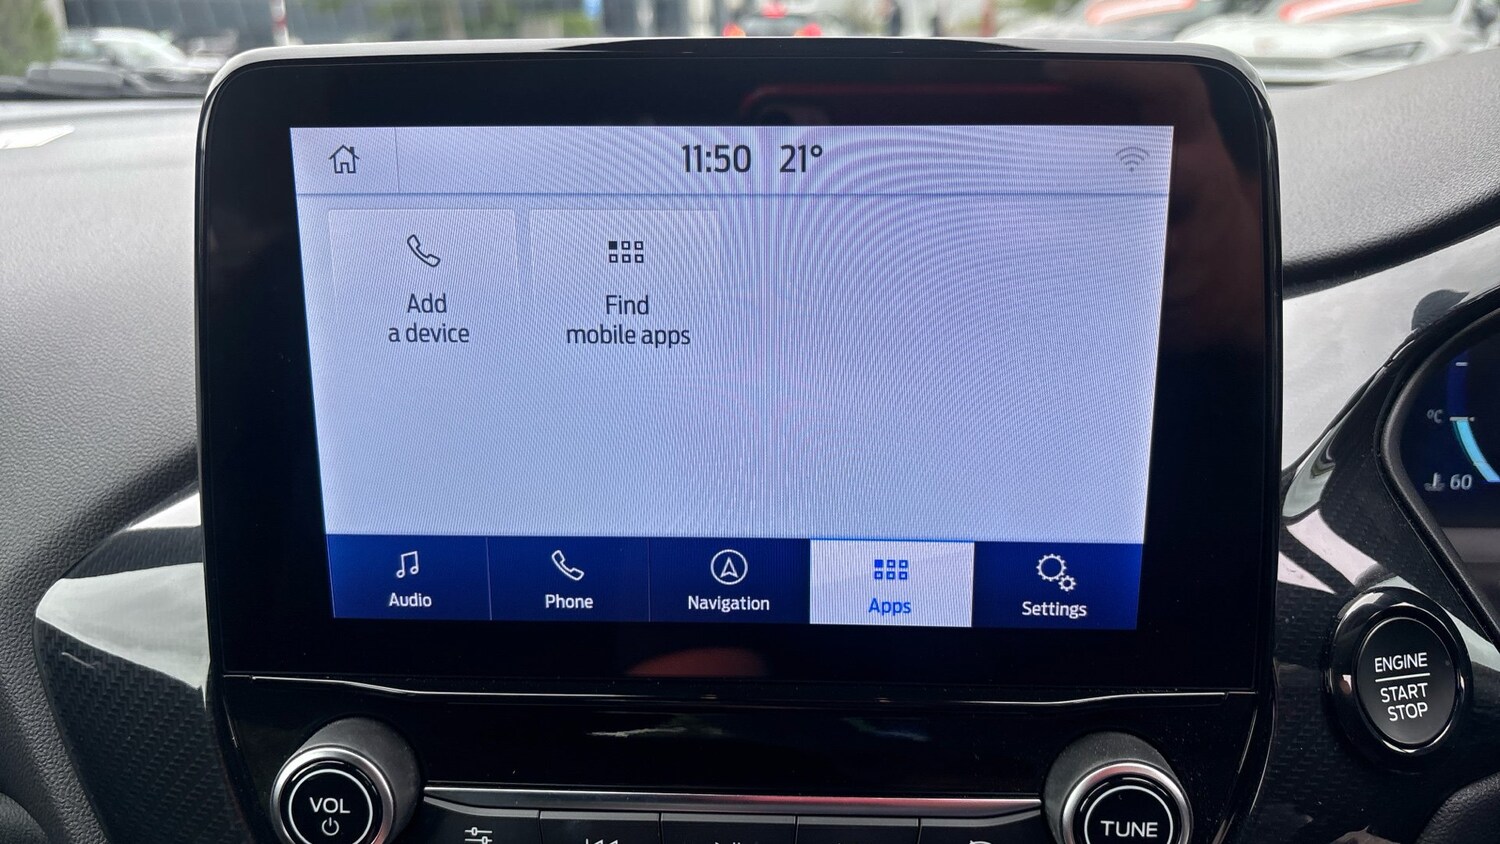 11:50 21°
Add
a device
Find
mobile apps
Audio
Phone
Navigation
Apps
Settings
°C
60
ENGINE
START
STOP
VOL
TUNE